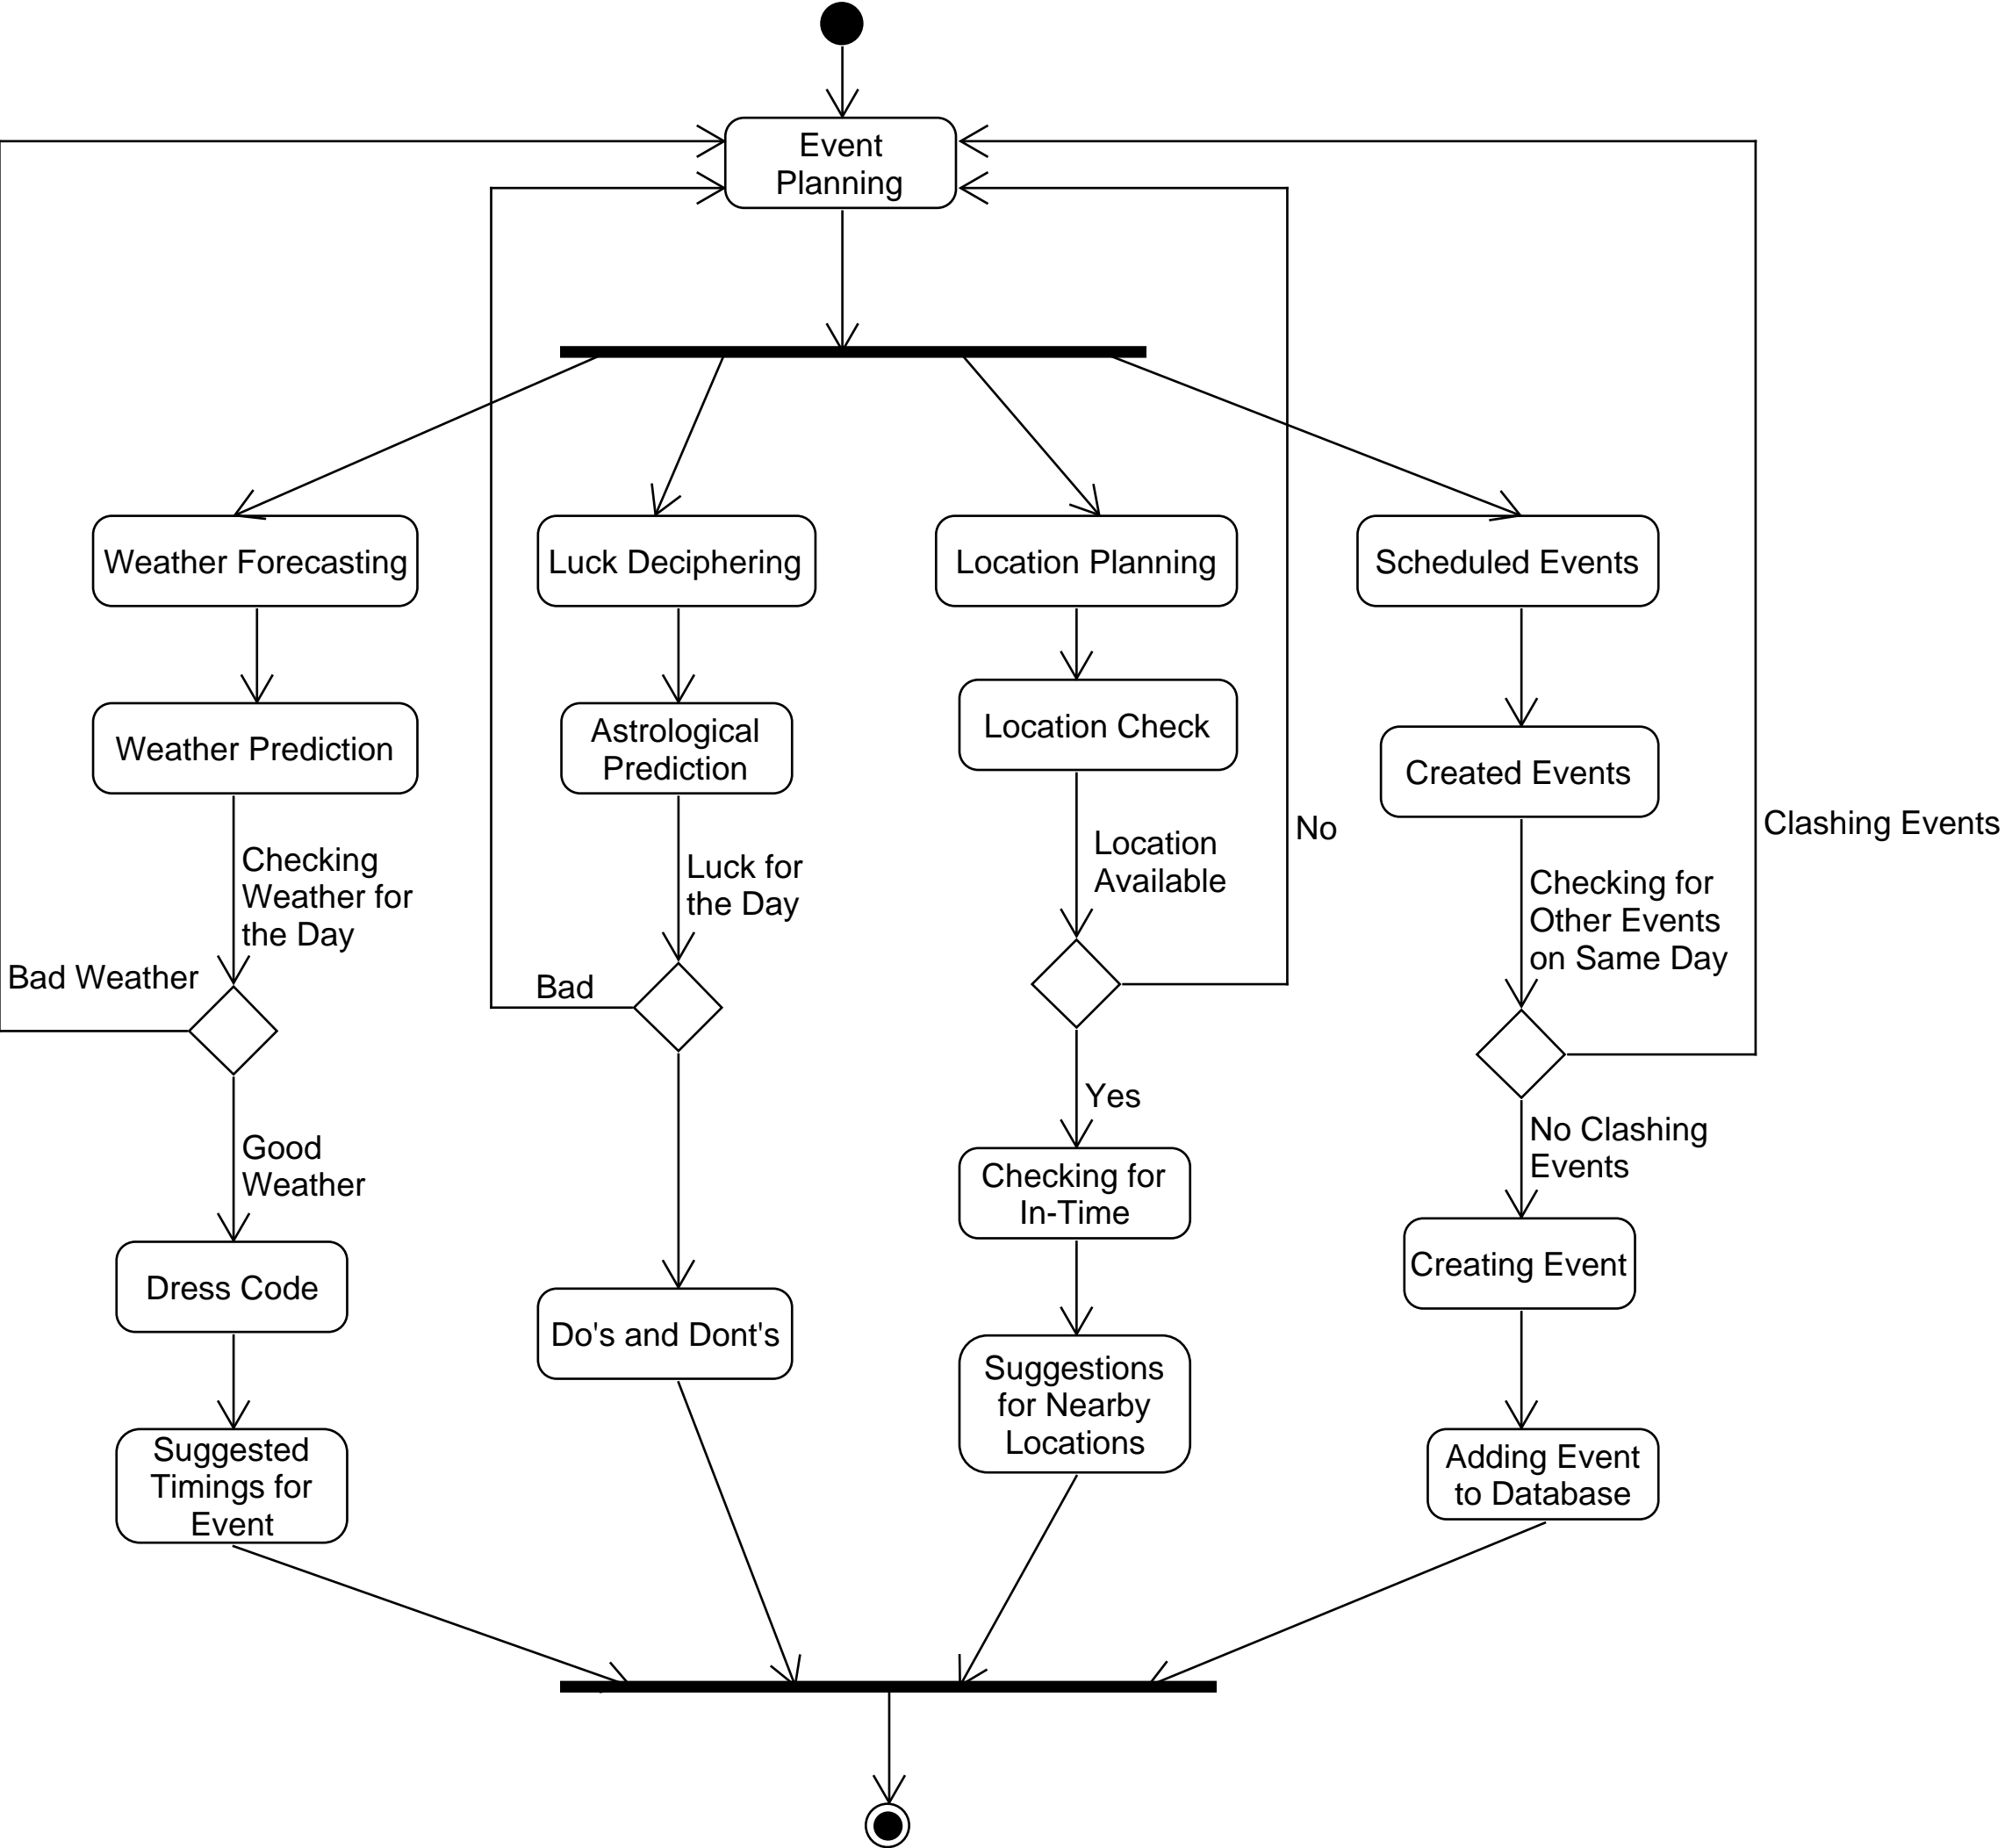 Event
Planning
Weather Forecasting
Luck Deciphering
Location Planning
Scheduled Events
Weather Prediction
Astrological
Prediction
Location Check
Created Events
Checking
Weather for
the Day
Luck for
the Day
Location
Available
No
Checking for
Other Events
on Same Day
Clashing Events
Bad Weather
Bad
Good
Weather
Yes
No Clashing
Events
Checking for
In-Time
Creating Event
Dress Code
Do's and Dont's
Suggestions
for Nearby
Locations
Suggested
Timings for
Event
Adding Event
to Database